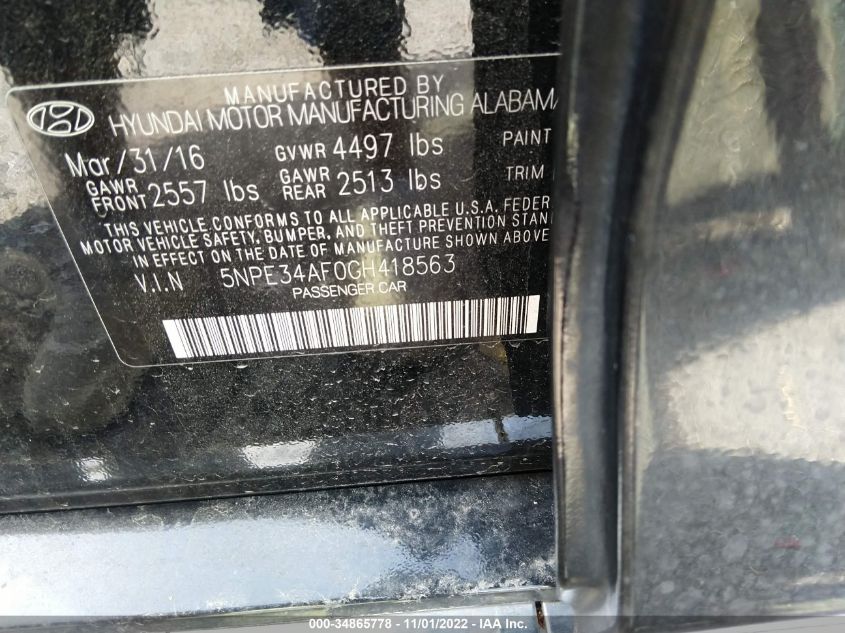 MANUFACTURED BY
HYUNDAI MOTOR MANUFACTURING ALABAMA
Mar/31/16 GVWR 4497 lbs PAINT
GAWR FRONT 2557 lbs GAWR REAR 2513 lbs TRIM
THIS VEHICLE CONFORMS TO ALL APPLICABLE U.S.A. FEDER
MOTOR VEHICLE SAFETY, BUMPER, AND THEFT PREVENTION STAN
IN EFFECT ON THE DATE OF MANUFACTURE SHOWN ABOVE
V.I.N 5NPE34AF0GH418563
PASSENGER CAR
000-34865778 - 11/01/2022 - IAA Inc.